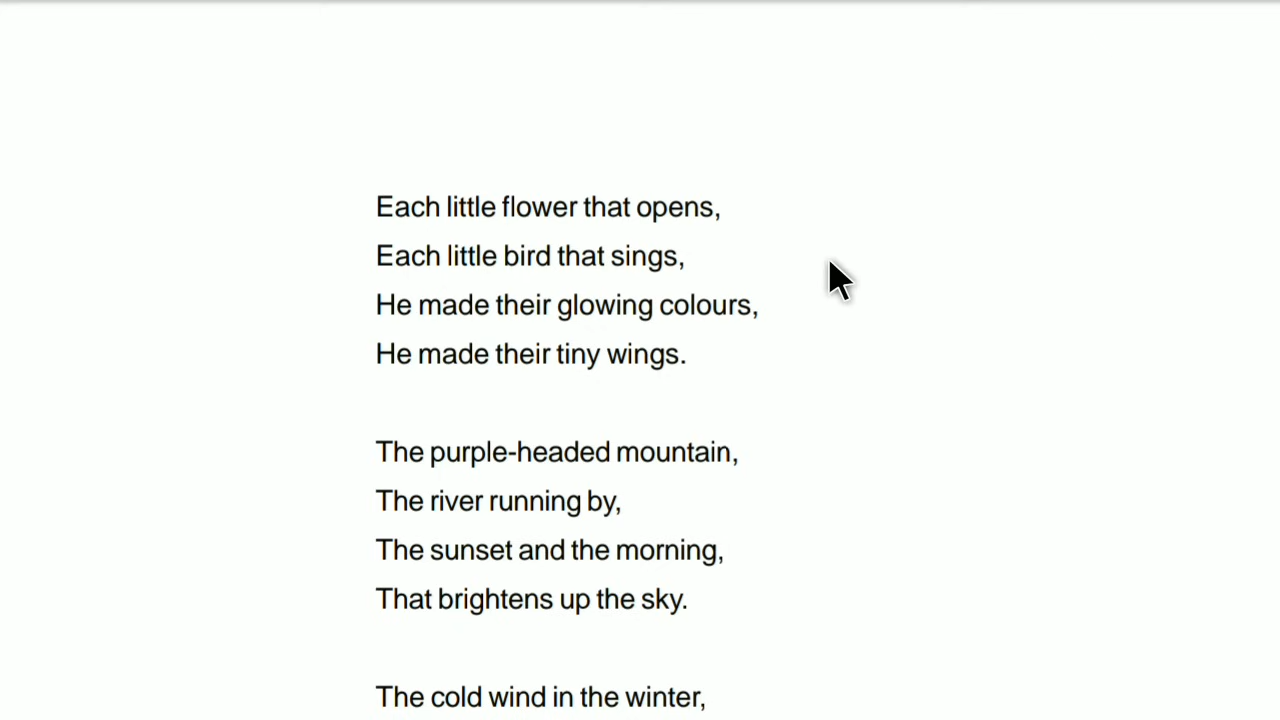 Each little flower that opens,
Each little bird that sings,
He made their glowing colours,
He made their tiny wings.
The purple-headed mountain,
The river running by,
The sunset and the morning,
That brightens up the sky.
The cold wind in the winter,